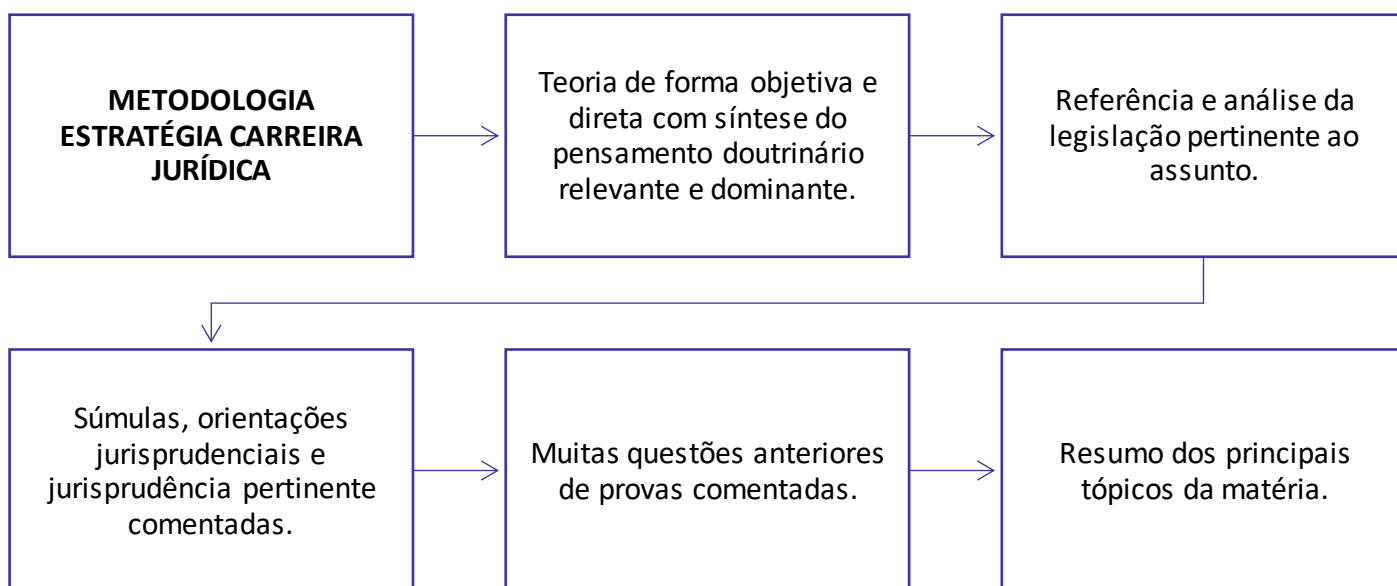 METODOLOGIA
ESTRATÉGIA CARREIRA
JURÍDICA
Teoria de forma objetiva e
direta com síntese do
pensamento doutrinário
relevante e dominante.
Referência e análise da
legislação pertinente ao
assunto.
Súmulas, orientações
jurisprudenciais e
jurisprudência pertinente
comentadas.
Muitas questões anteriores
de provas comentadas.
Resumo dos principais
tópicos da matéria.